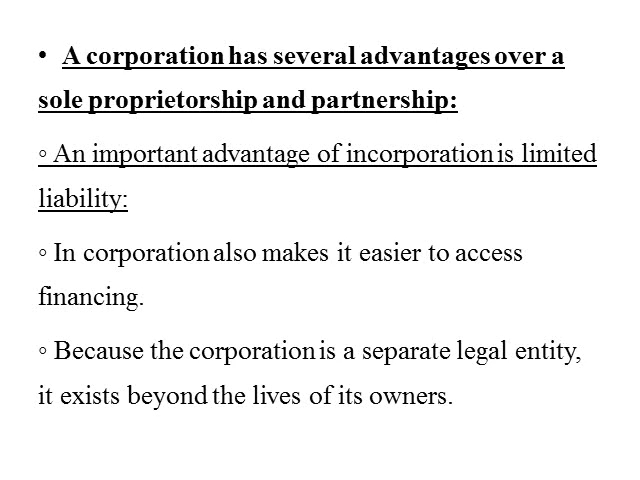 • A corporation has several advantages over a
sole proprietorship and partnership:
◦ An important advantage of incorporation is limited
liability:
◦ In corporation also makes it easier to access
financing.
◦ Because the corporation is a separate legal entity,
it exists beyond the lives of its owners.